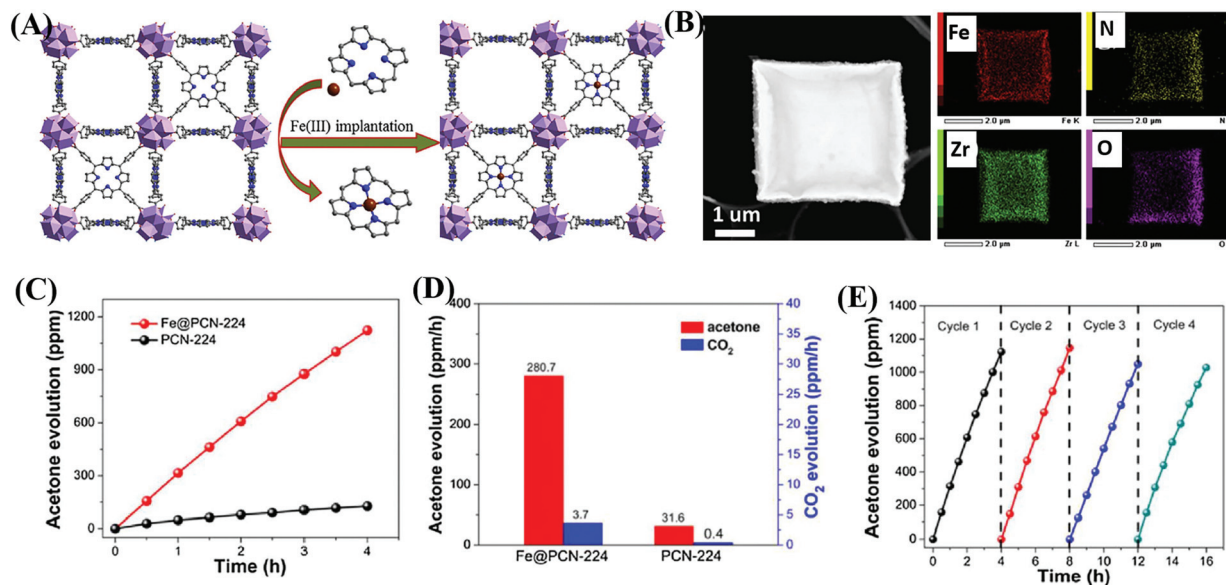 (A)
Fe(III) implantation
(B)
1 um
Fe
2.0 µm
Fe K
N
2.0 µm
N
Zr
2.0 µm
Zr L
O
2.0 µm
O
(C)
Acetone evolution (ppm)
1200
900
600
300
0
Fe@PCN-224
PCN-224
0 1 2 3 4
Time (h)
(D)
Acetone evolution (ppm/h)
400
300
200
100
0
acetone
CO2
280.7
3.7
31.6
0.4
Fe@PCN-224 PCN-224
40
35
30
25
20
15
10
5
0
CO2 evolution (ppm/h)
(E)
Acetone evolution (ppm)
1400
1200
1000
800
600
400
200
0
Cycle 1 Cycle 2 Cycle 3 Cycle 4
0 2 4 6 8 10 12 14 16
Time (h)